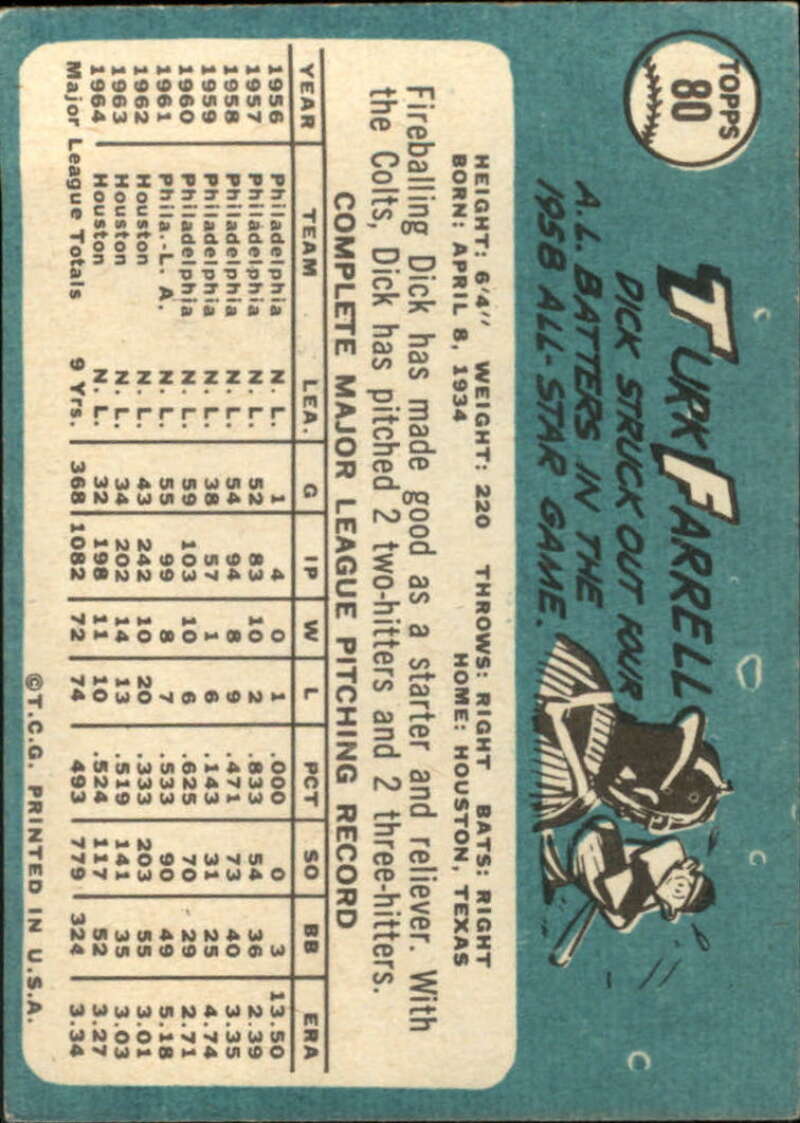 TOPPS
80
TURK FARRELL
DICK STRUCK OUT FOUR
A.L. BATTERS IN THE
1958 ALL-STAR GAME.
HEIGHT: 6'4" WEIGHT: 220 THROWS: RIGHT BATS: RIGHT
BORN: APRIL 8, 1934 HOME: HOUSTON, TEXAS
Fireballing Dick has made good as a starter and reliever. With
the Colts, Dick has pitched 2 two-hitters and 2 three-hitters.
COMPLETE MAJOR LEAGUE PITCHING RECORD
YEAR TEAM LEA. G IP W L PCT SO BB ERA
1956 Philadelphia N. L. 1 4 0 1 .000 0 3 13.50
1957 Philadelphia N. L. 52 83 10 2 .833 54 36 2.39
1958 Philadelphia N. L. 54 94 8 9 .471 73 40 3.35
1959 Philadelphia N. L. 38 57 1 6 .143 31 25 4.74
1960 Philadelphia N. L. 59 103 10 6 .625 70 29 2.71
1961 Phila.-L. A. N. L. 55 99 8 7 .533 90 49 5.18
1962 Houston N. L. 43 242 10 20 .333 203 55 3.01
1963 Houston N. L. 34 202 14 13 .519 141 35 3.03
1964 Houston N. L. 32 198 11 10 .524 117 52 3.27
Major League Totals 9 Yrs. 368 1082 72 74 .493 779 324 3.34
©T.C.G. PRINTED IN U.S.A.